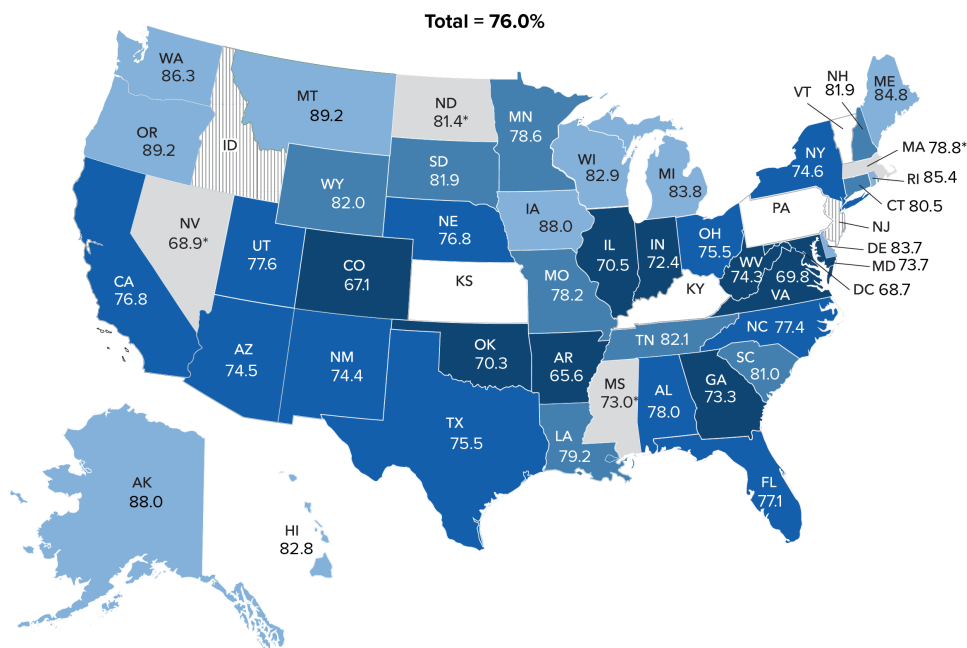 Total = 76.0%
WA
86.3
OR
89.2
ID
MT
89.2
ND
81.4*
MN
78.6
SD
81.9
WY
82.0
NE
76.8
IA
88.0
WI
82.9
MI
83.8
NV
68.9*
UT
77.6
CO
67.1
KS
MO
78.2
IL
70.5
IN
72.4
OH
75.5
KY
WV
74.3
69.8
VA
PA
NY
74.6
VT
NH
81.9
ME
84.8
MA 78.8*
RI 85.4
CT 80.5
NJ
DE 83.7
MD 73.7
DC 68.7
CA
76.8
AZ
74.5
NM
74.4
OK
70.3
AR
65.6
TN 82.1
NC 77.4
SC
81.0
MS
73.0*
AL
78.0
GA
73.3
TX
75.5
LA
79.2
FL
77.1
AK
88.0
HI
82.8